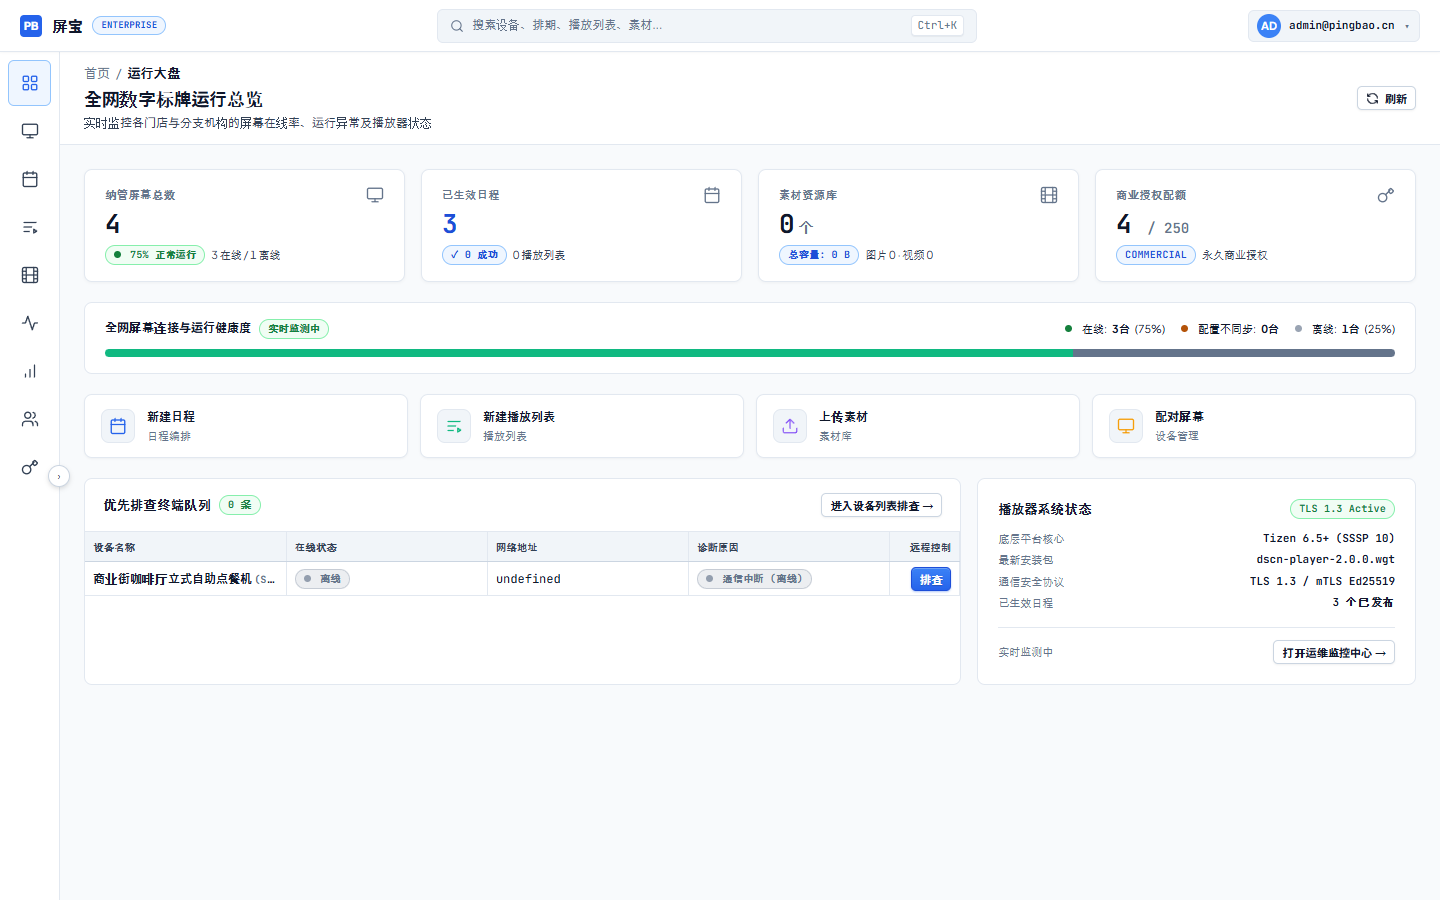 PB 屏宝 ENTERPRISE
搜索设备、排期、播放列表、素材... Ctrl+K
AD admin@pingbao.cn
首页 / 运行大盘
全网数字标牌运行总览
实时监控各门店与分支机构的屏幕在线率、运行异常及播放器状态
刷新
纳管屏幕总数
4
75% 正常运行 3在线/1离线
已生效日程
3
✓ 0 成功 0播放列表
素材资源库
0个
总容量: 0 B 图片0·视频0
商业授权配额
4 / 250
COMMERCIAL 永久商业授权
全网屏幕连接与运行健康度 实时监测中
在线: 3台 (75%) 配置不同步: 0台 离线: 1台 (25%)
新建日程
日程编排
新建播放列表
播放列表
上传素材
素材库
配对屏幕
设备管理
优先排查终端队列 0 条
进入设备列表排查→
设备名称 在线状态 网络地址 诊断原因 远程控制
商业街咖啡厅立式自助点餐机 (S... 离线 undefined 通信中断 (离线) 排查
播放器系统状态 TLS 1.3 Active
底层平台核心 Tizen 6.5+ (SSSP 10)
最新安装包 dscn-player-2.0.0.wgt
通信安全协议 TLS 1.3 / mTLS Ed25519
已生效日程 3 个已发布
实时监测中 打开运维监控中心→